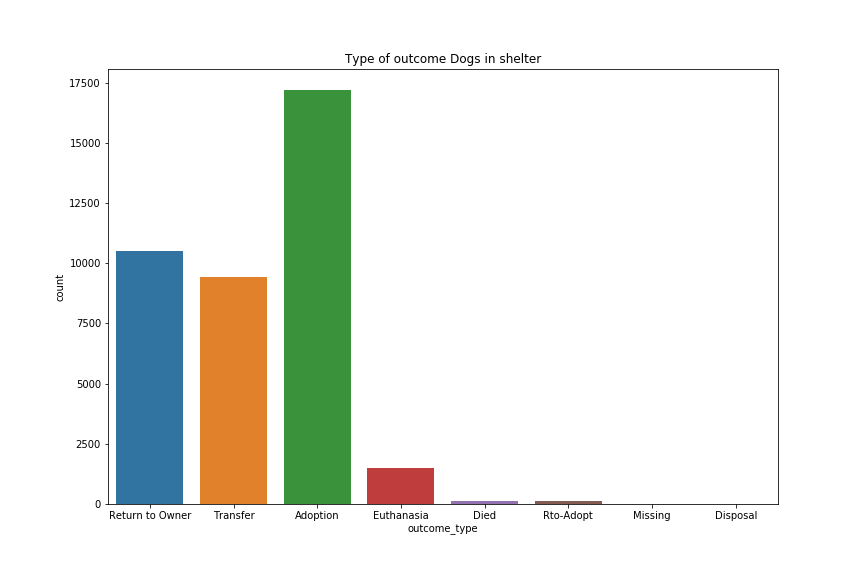 Type of outcome Dogs in shelter
17500
15000
12500
10000
7500
5000
2500
0
count
Return to Owner Transfer Adoption Euthanasia Died Rto-Adopt Missing Disposal
outcome_type